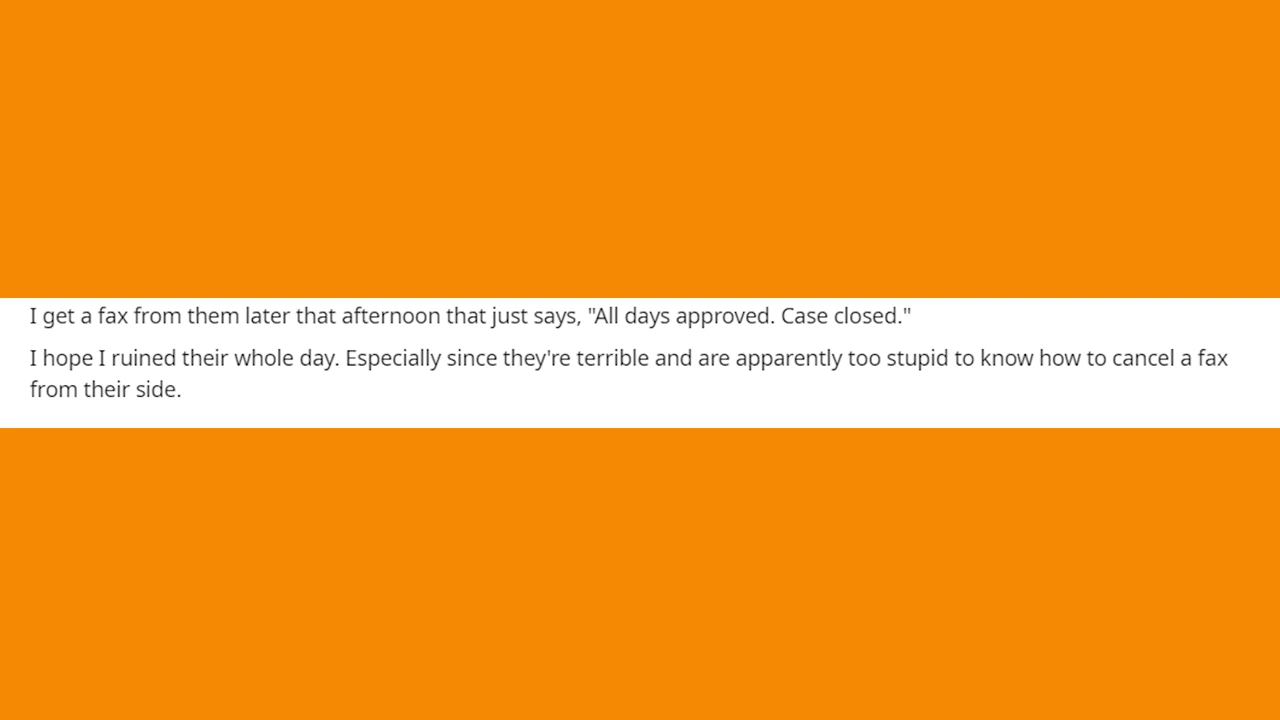 I get a fax from them later that afternoon that just says, "All days approved. Case closed."
I hope I ruined their whole day. Especially since they're terrible and are apparently too stupid to know how to cancel a fax
from their side.